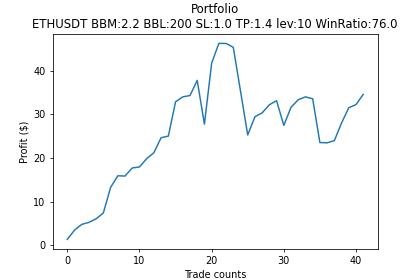 Portfolio
ETHUSDT BBM:2.2 BBL:200 SL:1.0 TP:1.4 lev:10 WinRatio:76.0
Profit ($)
40
30
20
10
0
0 10 20 30 40
Trade counts